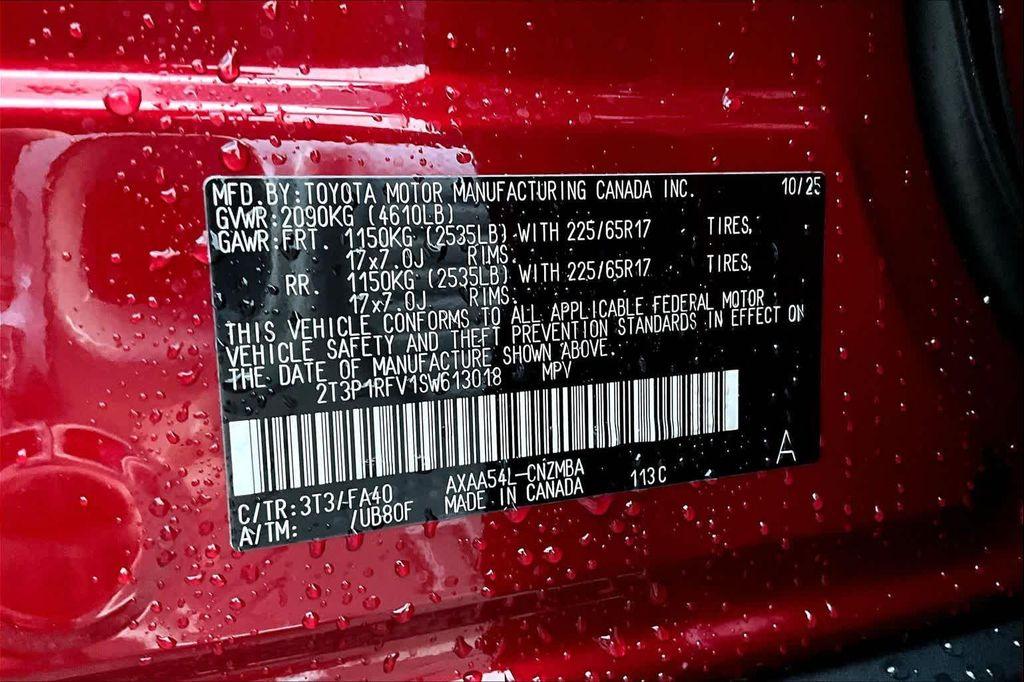 MFD.BY:TOYOTA MOTOR MANUFACTURING CANADA INC. 10/25
GVWR:2090KG (4610LB)
GAWR:FRT. 1150KG (2535LB) WITH 225/65R17 TIRES,
17x7.0J RIMS.
RR. 1150KG (2535LB) WITH 225/65R17 TIRES,
17x7.0J RIMS.
THIS VEHICLE CONFORMS TO ALL APPLICABLE FEDERAL MOTOR
VEHICLE SAFETY AND THEFT PREVENTION STANDARDS IN EFFECT ON
THE DATE OF MANUFACTURE SHOWN ABOVE.
2T3P1RFV1SW613018 MPV
A
C/TR:3T3/-FA40 AXAA54L-CNZMBA 113C
A/TM: /UB80F MADE IN CANADA